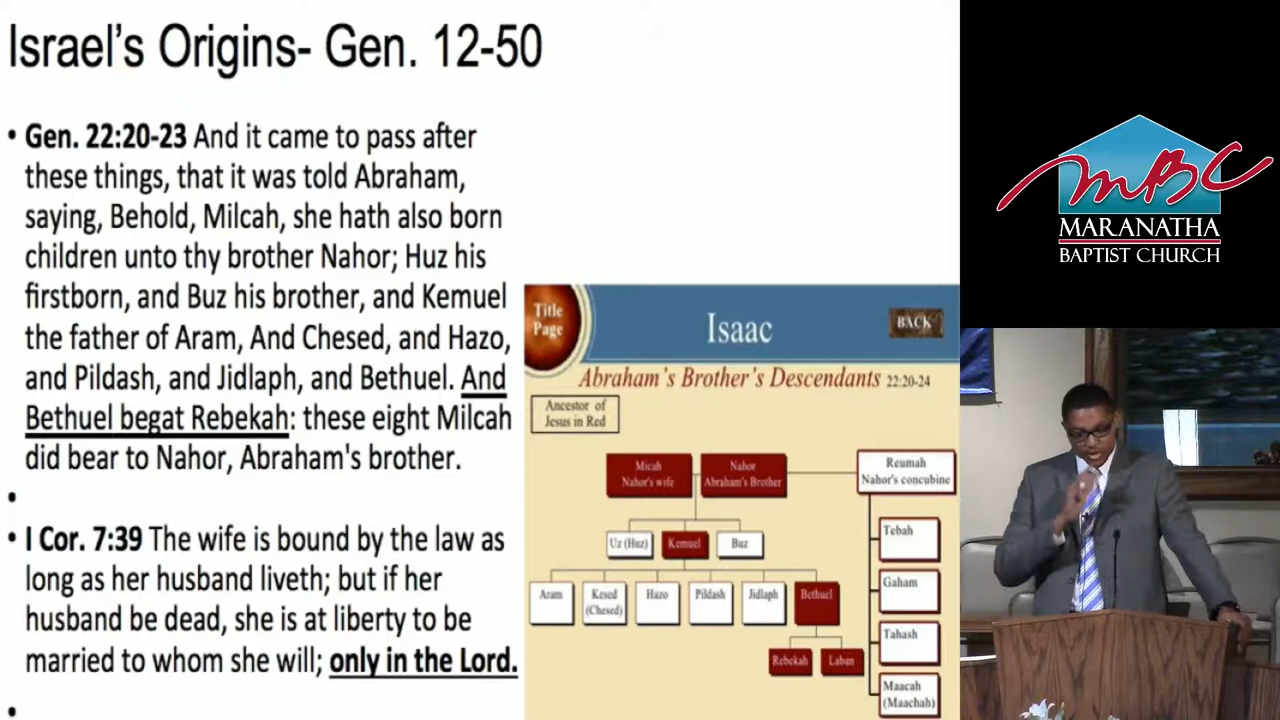 Israel's Origins- Gen. 12-50
• Gen. 22:20-23 And it came to pass after
these things, that it was told Abraham,
saying, Behold, Milcah, she hath also born
children unto thy brother Nahor; Huz his
firstborn, and Buz his brother, and Kemuel
the father of Aram, And Chesed, and Hazo,
and Pildash, and Jidlaph, and Bethuel. And
Bethuel begat Rebekah: these eight Milcah
did bear to Nahor, Abraham's brother.
•
• I Cor. 7:39 The wife is bound by the law as
long as her husband liveth; but if her
husband be dead, she is at liberty to be
married to whom she will; only in the Lord.
•
Title
Page
Isaac
BACK
Abraham's Brother's Descendants 22:20-24
Ancestor of
Jesus in Red
Micah
Nahor's wife
Nahor
Abraham's Brother
Reumah
Nahor's concubine
Uz (Huz)
Kemuel
Buz
Tebah
Aram
Kesed
(Chesed)
Hazo
Pildash
Jidlaph
Bethuel
Gaham
Rebekah
Laban
Tahash
Maacah
(Maachah)
MBC
MARANATHA
BAPTIST CHURCH